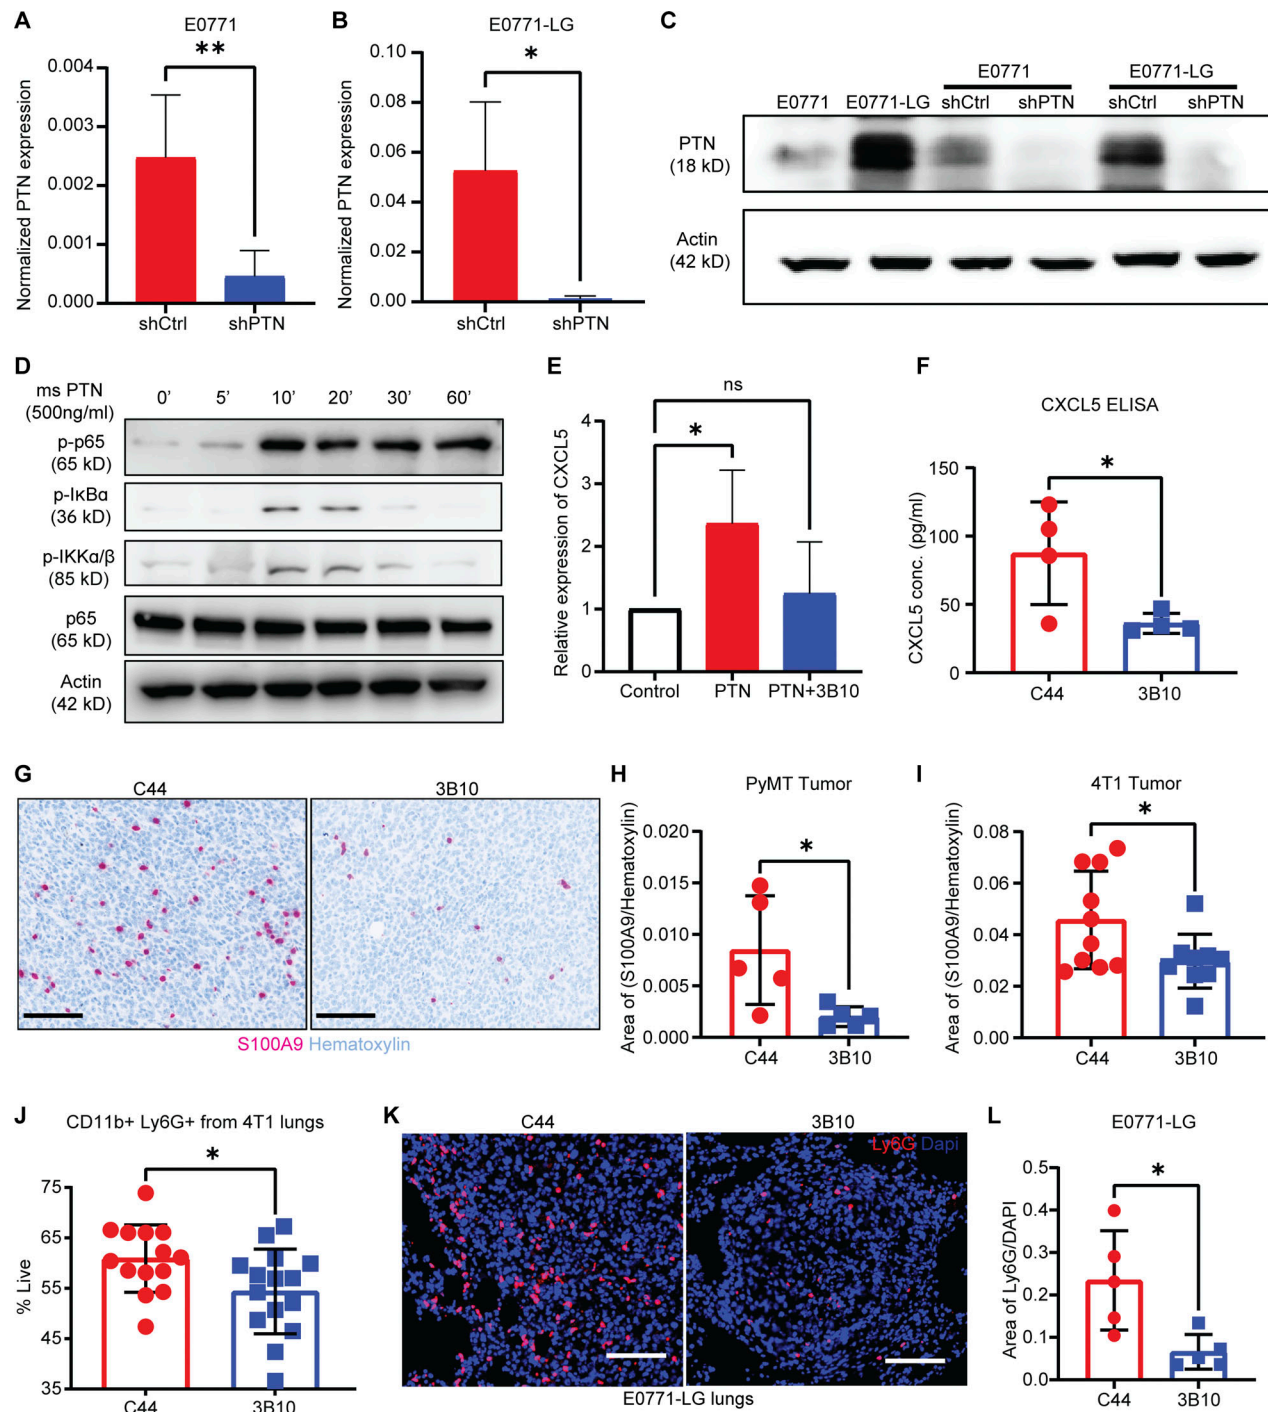 A
E0771
**
Normalized PTN expression
0.004
0.003
0.002
0.001
0.000
shCtrl shPTN
B
E0771-LG
*
Normalized PTN expression
0.10
0.08
0.06
0.04
0.02
0.00
shCtrl shPTN
C
E0771 E0771-LG
E0771 E0771-LG shCtrl shPTN shCtrl shPTN
PTN
(18 kD)
Actin
(42 kD)
D
ms PTN
(500ng/ml)
0' 5' 10' 20' 30' 60'
p-p65
(65 kD)
p-IκBα
(36 kD)
p-IKKα/β
(85 kD)
p65
(65 kD)
Actin
(42 kD)
E
ns
*
Relative expression of CXCL5
4
3
2
1
0
Control PTN PTN+3B10
F
CXCL5 ELISA
*
CXCL5 conc. (pg/ml)
150
100
50
0
C44 3B10
G
C44 3B10
S100A9 Hematoxylin
H
PyMT Tumor
*
Area of (S100A9/Hematoxylin)
0.020
0.015
0.010
0.005
0.000
C44 3B10
I
4T1 Tumor
*
Area of (S100A9/Hematoxylin)
0.08
0.06
0.04
0.02
0.00
C44 3B10
J
CD11b+ Ly6G+ from 4T1 lungs
*
% Live
75
65
55
45
35
C44 3B10
K
C44 3B10
Ly6G Dapi
E0771-LG lungs
L
E0771-LG
*
Area of Ly6G/DAPI
0.5
0.4
0.3
0.2
0.1
0.0
C44 3B10